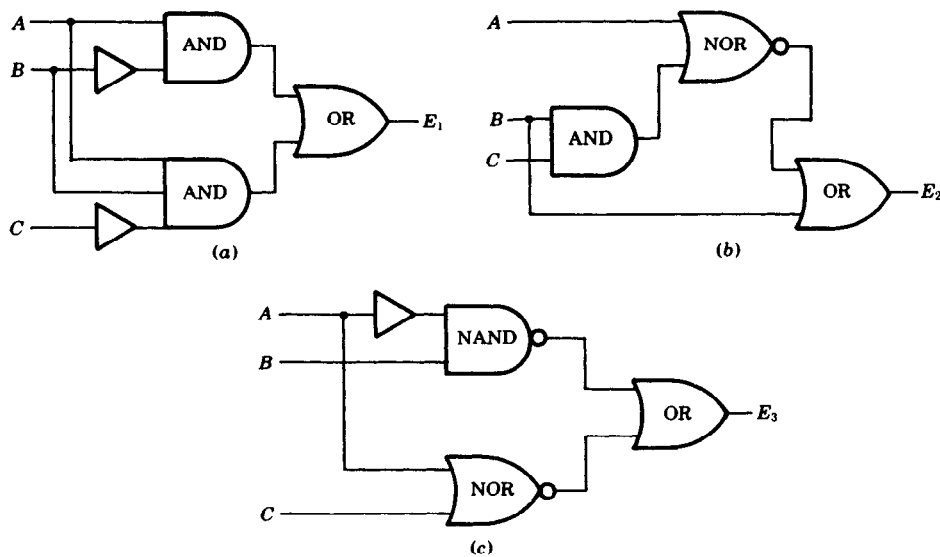 A
AND
B
OR
E₁
AND
C
(a)
A
NOR
B
AND
C
OR
E₂
(b)
A
NAND
B
OR
E₃
NOR
C
(c)